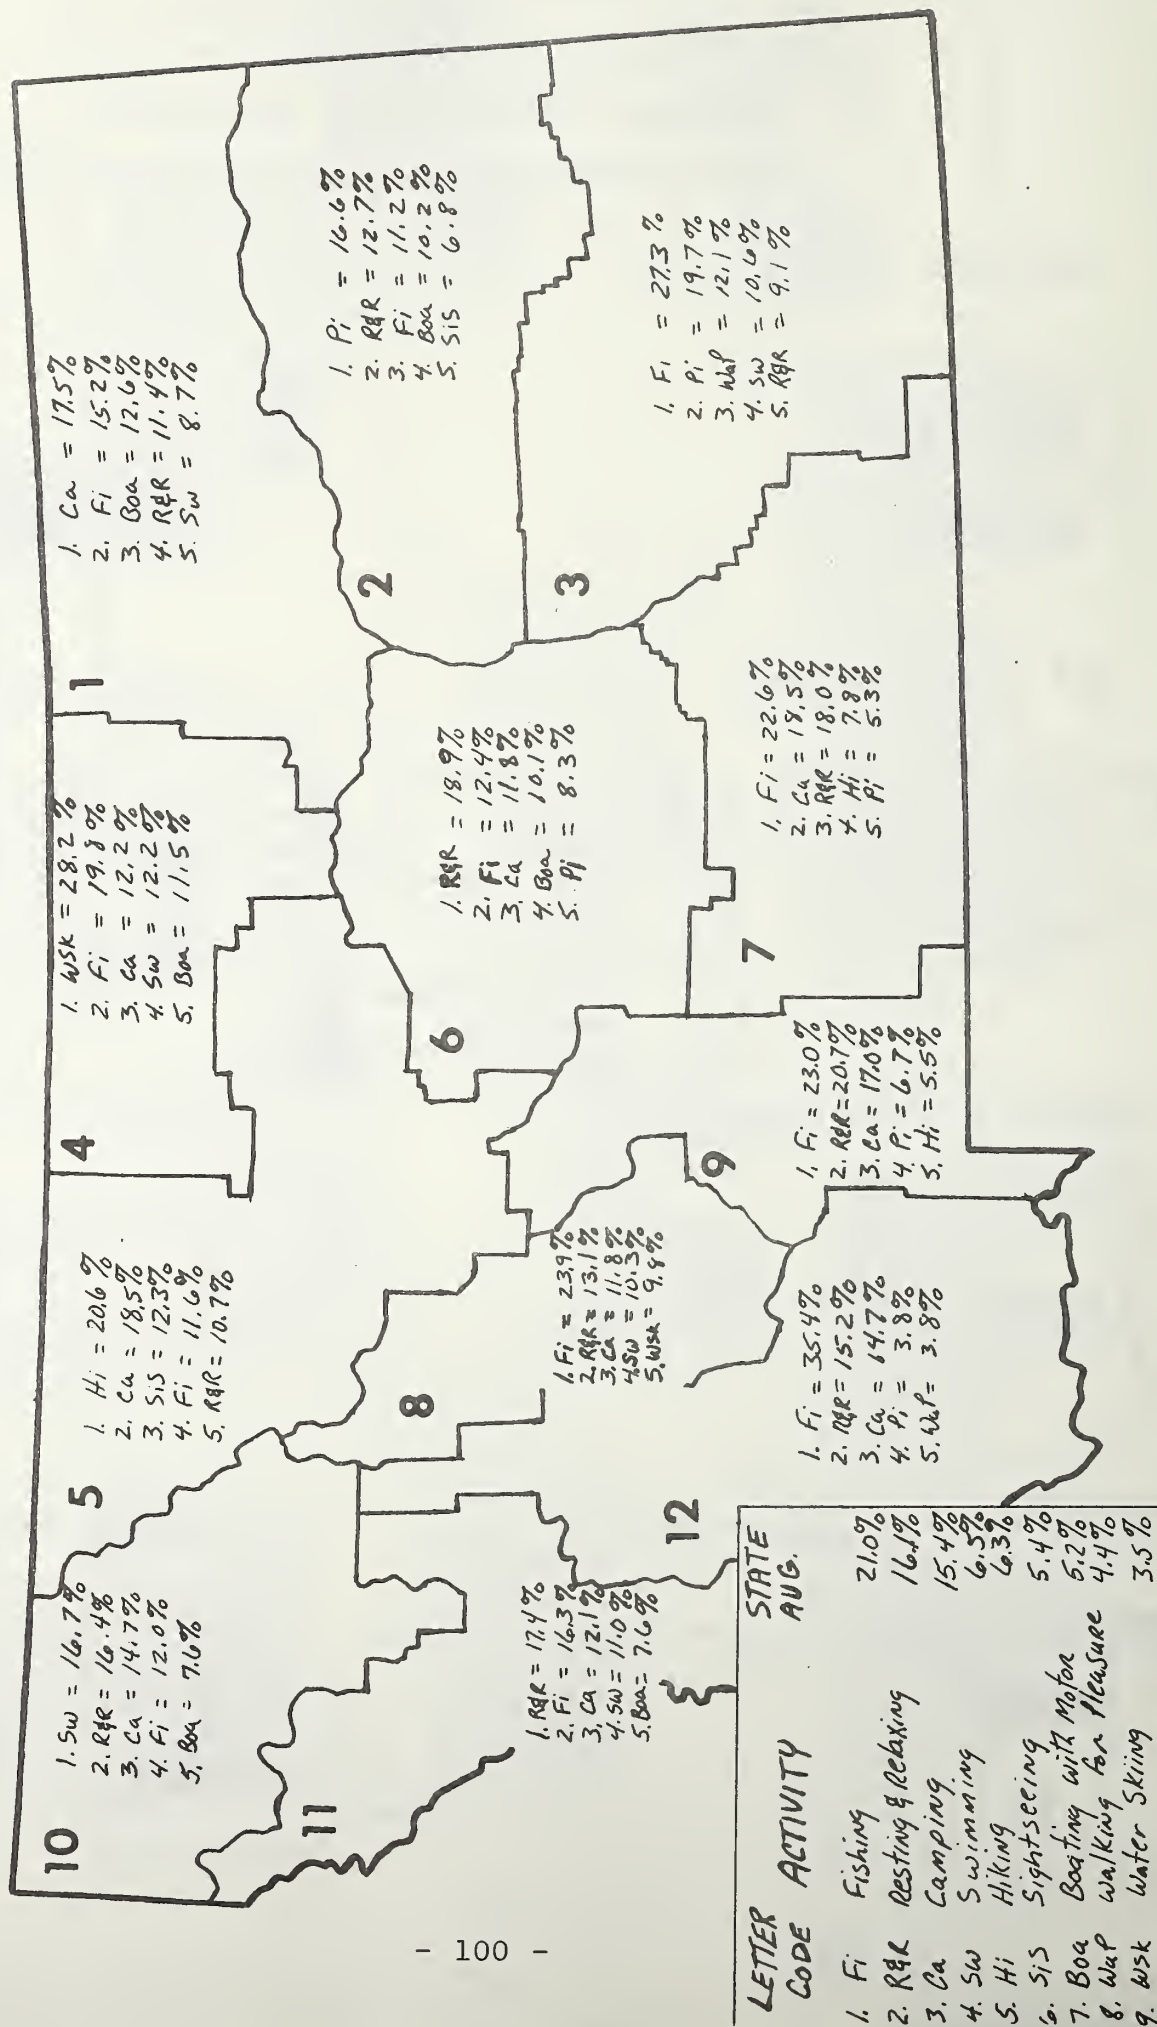 10
1. Sw = 16.7%
2. R&R = 16.4%
3. Ca = 14.7%
4. Fi = 12.0%
5. Boa = 7.6%
5
1. Hi = 20.6%
2. Ca = 18.5%
3. SiS = 12.3%
4. Fi = 11.6%
5. R&R = 10.7%
4
1. WSK = 28.2%
2. Fi = 19.8%
3. Ca = 12.2%
4. Sw = 12.2%
5. Boa = 11.5%
1
1. Ca = 17.5%
2. Fi = 15.2%
3. Boa = 12.6%
4. R&R = 11.4%
5. Sw = 8.7%
2
1. Pi = 16.6%
2. R&R = 12.7%
3. Fi = 11.2%
4. Boa = 10.2%
5. SiS = 6.8%
11
8
6
1. R&R = 18.9%
2. Fi = 12.4%
3. Ca = 11.8%
4. Boa = 10.1%
5. Pi = 8.3%
3
1. Fi = 27.3%
2. Pi = 19.7%
3. WaP = 12.1%
4. Sw = 10.6%
5. R&R = 9.1%
1. R&R = 17.4%
2. Fi = 16.3%
3. Ca = 12.1%
4. Sw = 11.0%
5. Boa = 7.6%
12
1. Fi = 23.9%
2. R&R = 13.1%
3. Ca = 11.8%
4. Sw = 10.3%
5. WSK = 9.8%
9
7
1. Fi = 22.6%
2. Ca = 18.5%
3. R&R = 18.0%
4. Hi = 7.8%
5. Pi = 5.3%
1. Fi = 35.4%
2. R&R = 15.2%
3. Ca = 14.7%
4. Pi = 3.8%
5. WaP = 3.8%
1. Fi = 23.0%
2. R&R = 20.7%
3. Ca = 17.0%
4. Pi = 6.7%
5. Hi = 5.5%
LETTER CODE ACTIVITY STATE AVG.
1. Fi Fishing 21.0%
2. R&R Resting & Relaxing 16.1%
3. Ca Camping 15.4%
4. Sw Swimming 6.5%
5. Hi Hiking 6.3%
6. SiS Sightseeing 5.4%
7. Boa Boating with Motor 5.2%
8. WaP Walking for Pleasure 4.4%
9. WSK Water Skiing 3.5%
- 100 -